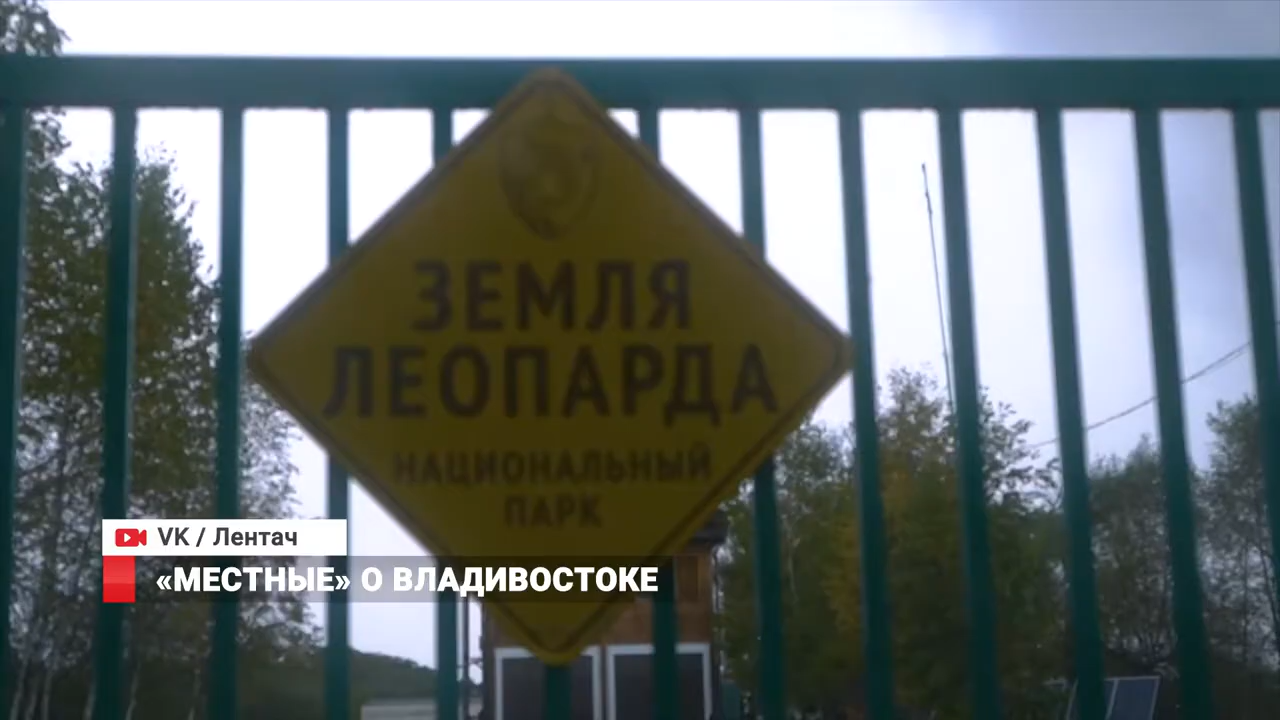 ЗЕМЛЯ
ЛЕОПАРДА
НАЦИОНАЛЬНЫЙ
ПАРК
VK / Лентач
«МЕСТНЫЕ» О ВЛАДИВОСТОКЕ